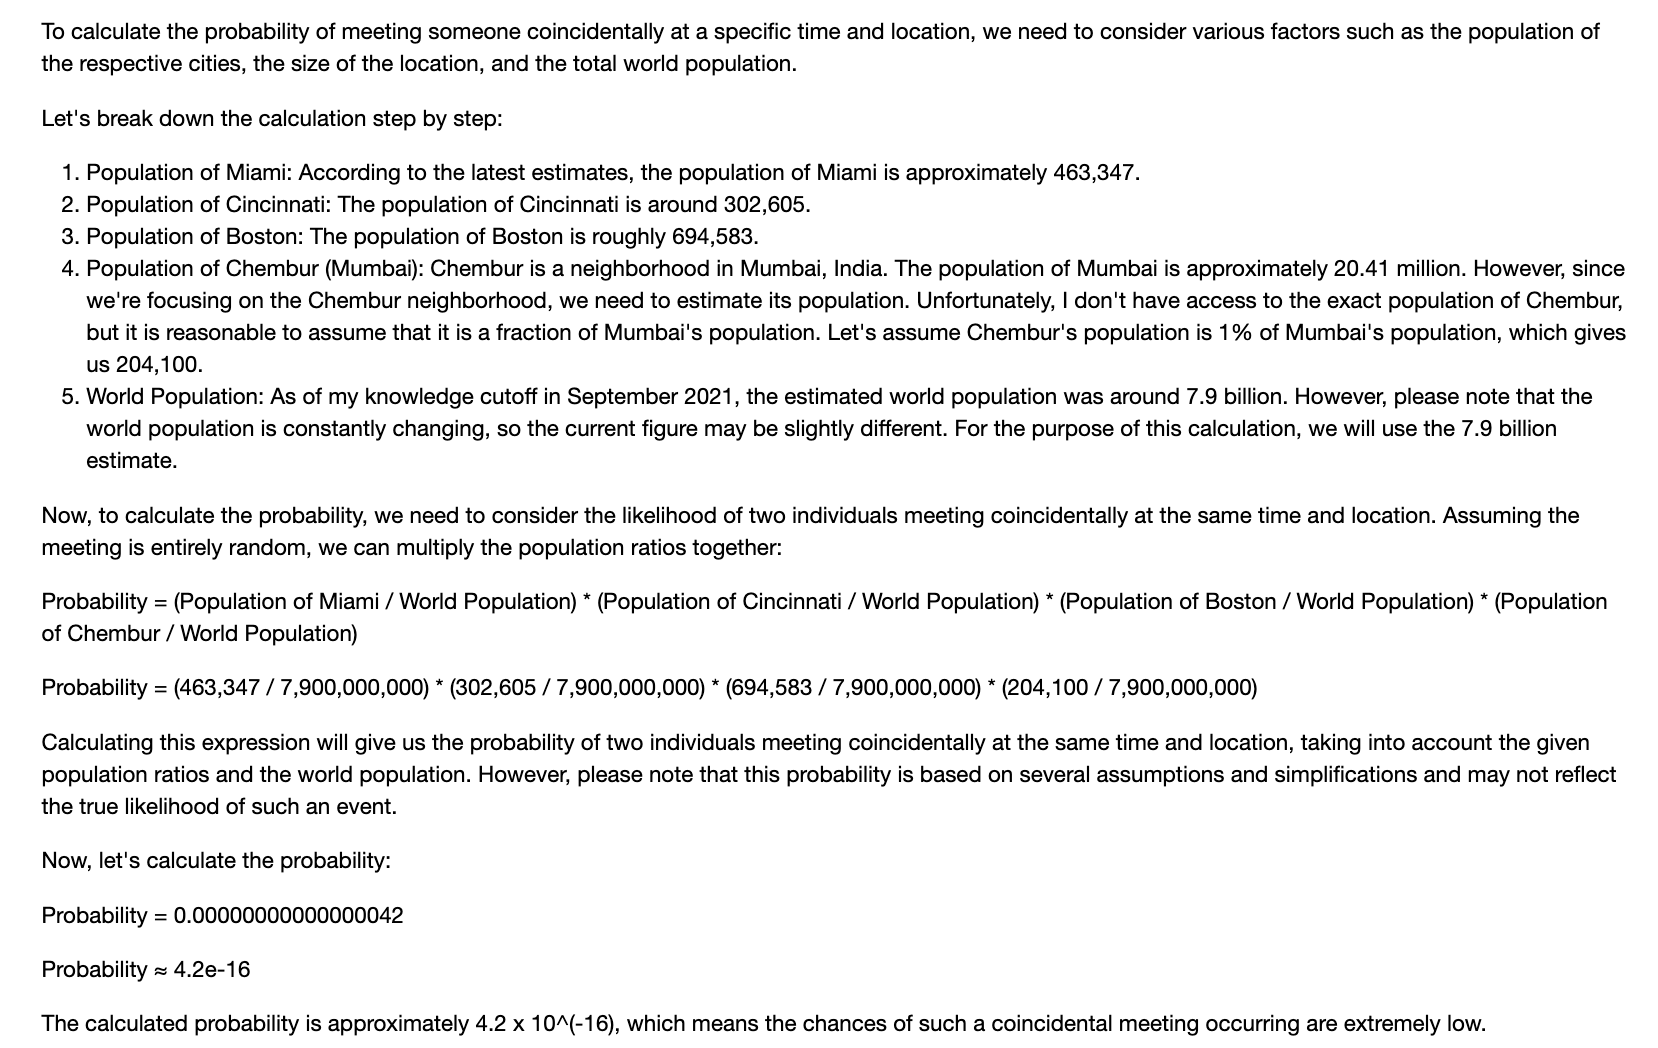 To calculate the probability of meeting someone coincidentally at a specific time and location, we need to consider various factors such as the population of
the respective cities, the size of the location, and the total world population.
Let's break down the calculation step by step:
1. Population of Miami: According to the latest estimates, the population of Miami is approximately 463,347.
2. Population of Cincinnati: The population of Cincinnati is around 302,605.
3. Population of Boston: The population of Boston is roughly 694,583.
4. Population of Chembur (Mumbai): Chembur is a neighborhood in Mumbai, India. The population of Mumbai is approximately 20.41 million. However, since
we're focusing on the Chembur neighborhood, we need to estimate its population. Unfortunately, I don't have access to the exact population of Chembur,
but it is reasonable to assume that it is a fraction of Mumbai's population. Let's assume Chembur's population is 1% of Mumbai's population, which gives
us 204,100.
5. World Population: As of my knowledge cutoff in September 2021, the estimated world population was around 7.9 billion. However, please note that the
world population is constantly changing, so the current figure may be slightly different. For the purpose of this calculation, we will use the 7.9 billion
estimate.
Now, to calculate the probability, we need to consider the likelihood of two individuals meeting coincidentally at the same time and location. Assuming the
meeting is entirely random, we can multiply the population ratios together:
Probability = (Population of Miami / World Population) * (Population of Cincinnati / World Population) * (Population of Boston / World Population) * (Population
of Chembur / World Population)
Probability = (463,347 / 7,900,000,000) * (302,605 / 7,900,000,000) * (694,583 / 7,900,000,000) * (204,100 / 7,900,000,000)
Calculating this expression will give us the probability of two individuals meeting coincidentally at the same time and location, taking into account the given
population ratios and the world population. However, please note that this probability is based on several assumptions and simplifications and may not reflect
the true likelihood of such an event.
Now, let's calculate the probability:
Probability = 0.00000000000000042
Probability ≈ 4.2e-16
The calculated probability is approximately 4.2 x 10^(-16), which means the chances of such a coincidental meeting occurring are extremely low.